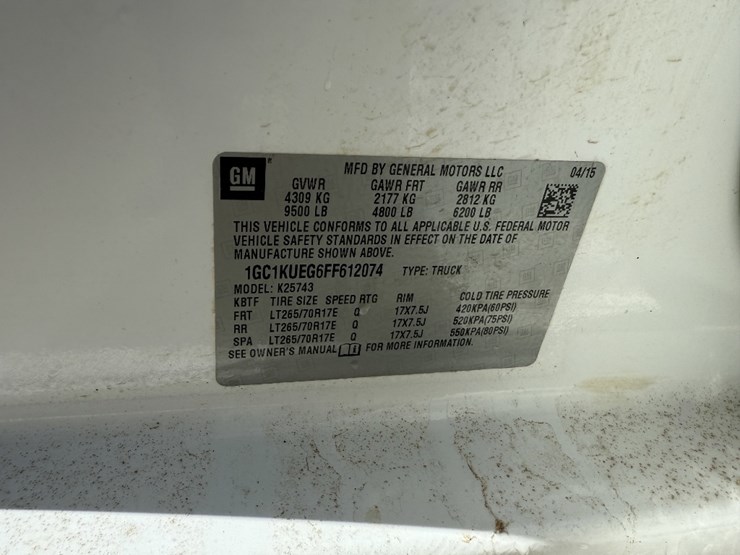 GM ® MFD BY GENERAL MOTORS LLC 04/15
GVWR GAWR FRT GAWR RR
4309 KG 2177 KG 2812 KG
9500 LB 4800 LB 6200 LB
THIS VEHICLE CONFORMS TO ALL APPLICABLE U.S. FEDERAL MOTOR
VEHICLE SAFETY STANDARDS IN EFFECT ON THE DATE OF
MANUFACTURE SHOWN ABOVE.
1GC1KUEG6FF612074 TYPE: TRUCK
MODEL: K25743
KBTF TIRE SIZE SPEED RTG RIM COLD TIRE PRESSURE
FRT LT265/70R17E Q 17X7.5J 420KPA(60PSI)
RR LT265/70R17E Q 17X7.5J 520KPA(75PSI)
SPA LT265/70R17E Q 17X7.5J 550KPA(80PSI)
SEE OWNER'S MANUAL FOR MORE INFORMATION.